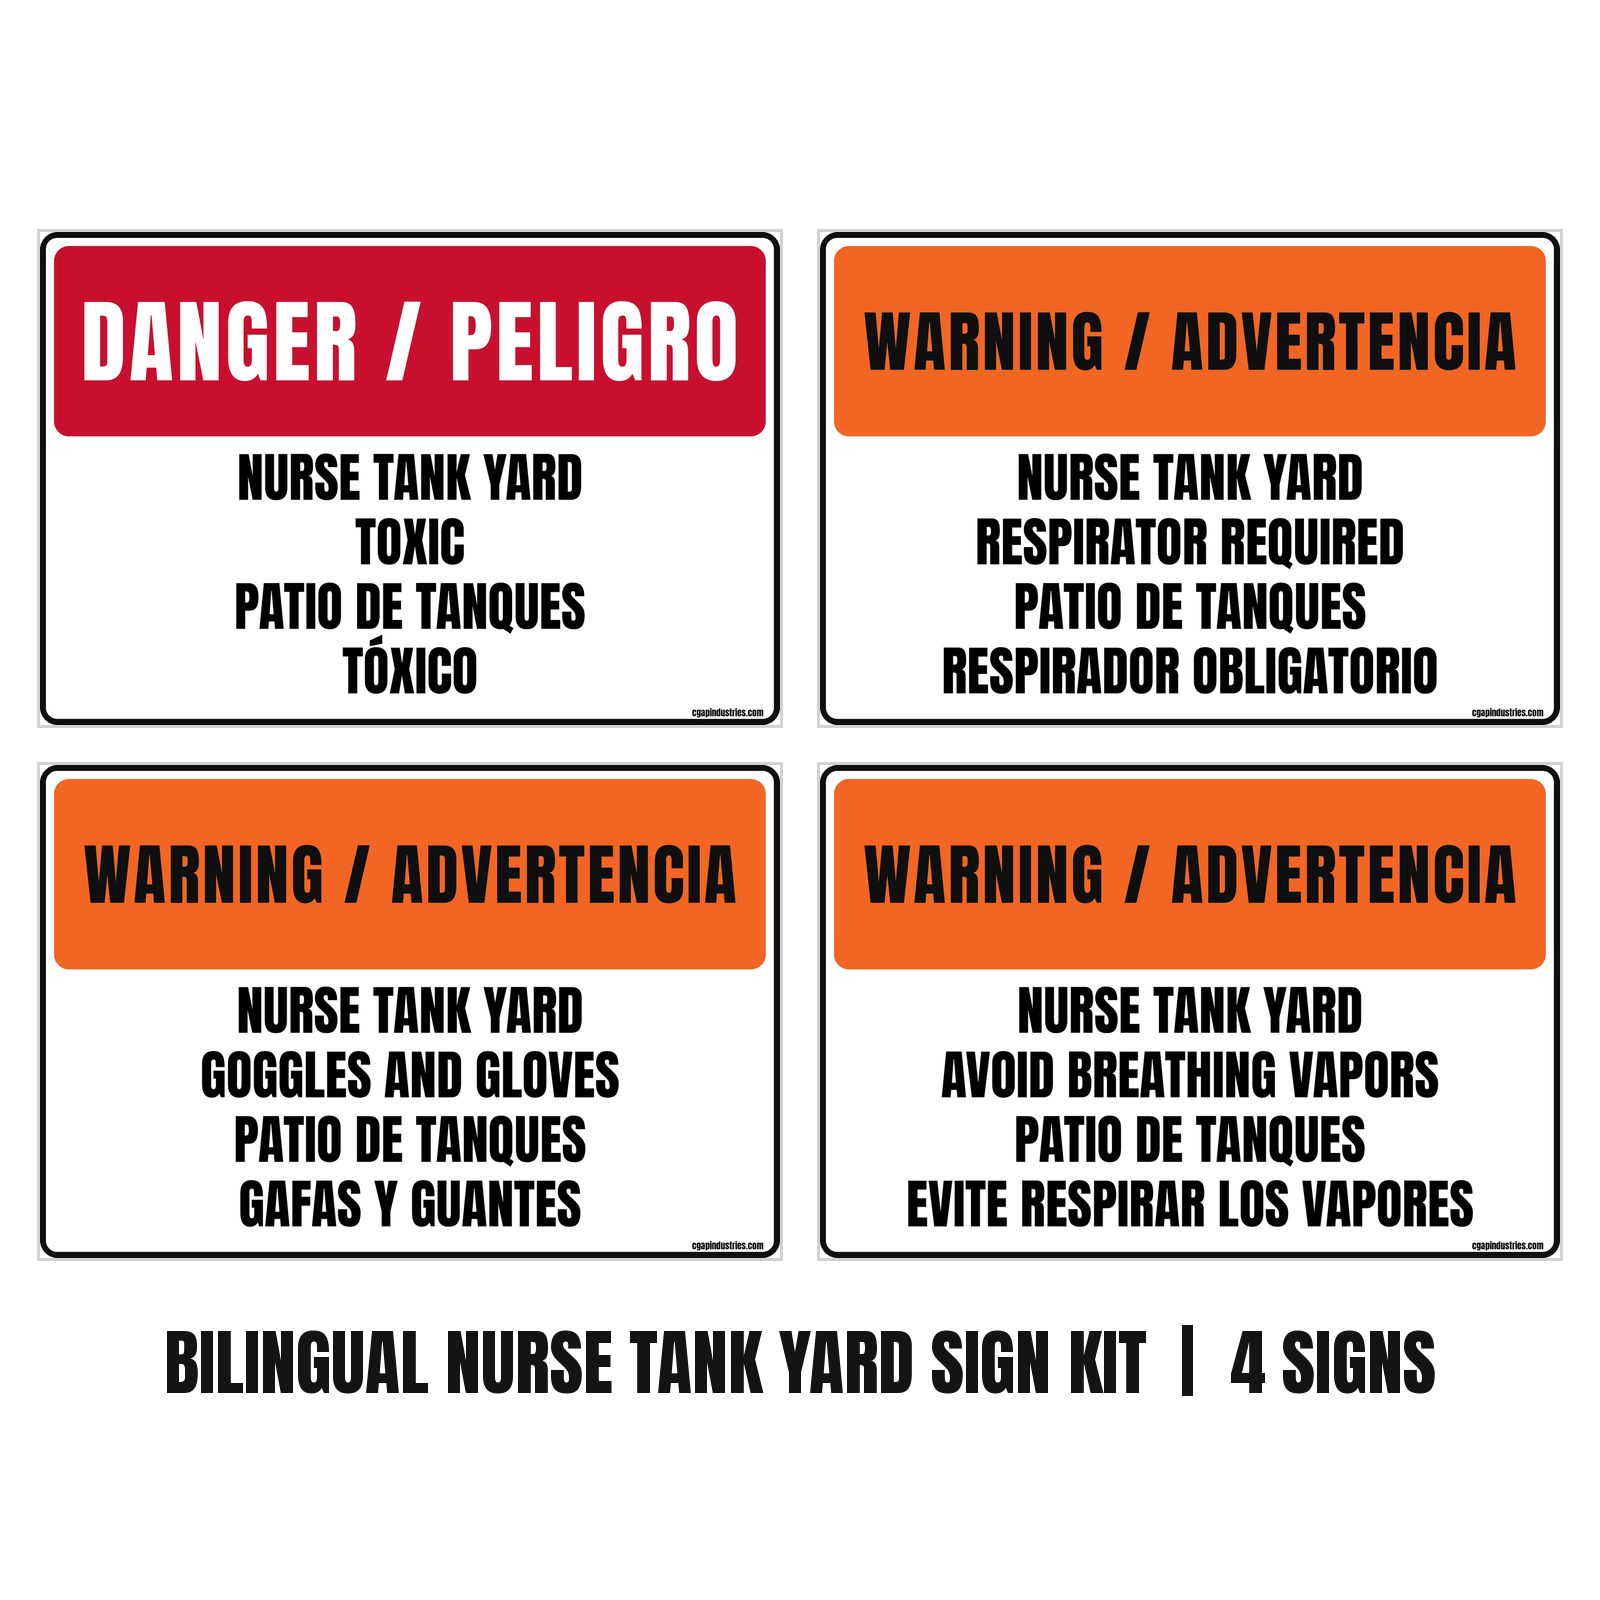 DANGER / PELIGRO
NURSE TANK YARD
TOXIC
PATIO DE TANQUES
TÓXICO
cgapindustries.com
WARNING / ADVERTENCIA
NURSE TANK YARD
RESPIRATOR REQUIRED
PATIO DE TANQUES
RESPIRADOR OBLIGATORIO
cgapindustries.com
WARNING / ADVERTENCIA
NURSE TANK YARD
GOGGLES AND GLOVES
PATIO DE TANQUES
GAFAS Y GUANTES
cgapindustries.com
WARNING / ADVERTENCIA
NURSE TANK YARD
AVOID BREATHING VAPORS
PATIO DE TANQUES
EVITE RESPIRAR LOS VAPORES
cgapindustries.com
BILINGUAL NURSE TANK YARD SIGN KIT | 4 SIGNS